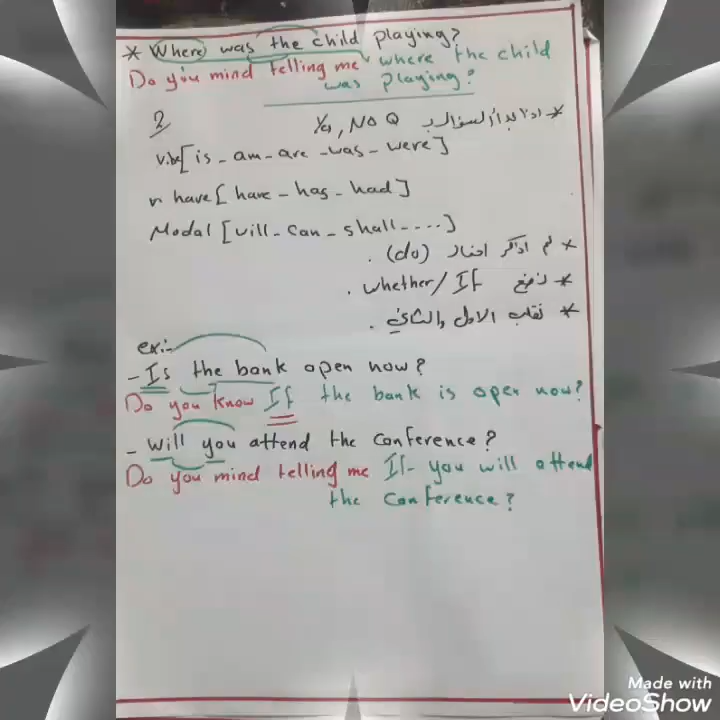 * Where was the child playing?
Do you mind telling me where the child
was playing?
2
* اذا بدأ السؤال ب Yes, No Q
v.be [is - am - are - was - were]
v. have [have - has - had]
Modal [will - can - shall - ....]
* لم اذاكر افعال (do) .
* نضع whether/ If .
* نقلب الاول والثاني .
ex:-
- Is the bank open now?
Do you know If the bank is open now?
- Will you attend the conference?
Do you mind telling me If you will attend
the conference?
Made with
VideoShow